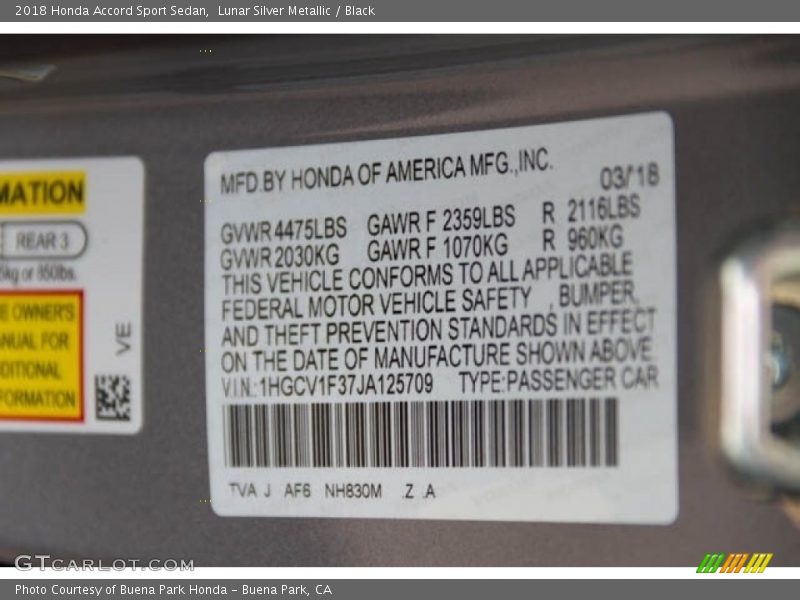 2018 Honda Accord Sport Sedan,  Lunar Silver Metallic / Black
MATION
REAR 3
kg or 850lbs.
E OWNER'S
ANUAL FOR
DITIONAL
FORMATION
VE
MFD.BY HONDA OF AMERICA MFG.,INC.
03/18
GVWR 4475LBS GAWR F 2359LBS R 2116LBS
GVWR 2030KG GAWR F 1070KG R 960KG
THIS VEHICLE CONFORMS TO ALL APPLICABLE
FEDERAL MOTOR VEHICLE SAFETY , BUMPER,
AND THEFT PREVENTION STANDARDS IN EFFECT
ON THE DATE OF MANUFACTURE SHOWN ABOVE.
V.I.N.: 1HGCV1F37JA125709 TYPE:PASSENGER CAR
TVA J AF6 NH830M .Z .A
GTCARLOT.COM
Photo Courtesy of Buena Park Honda - Buena Park, CA